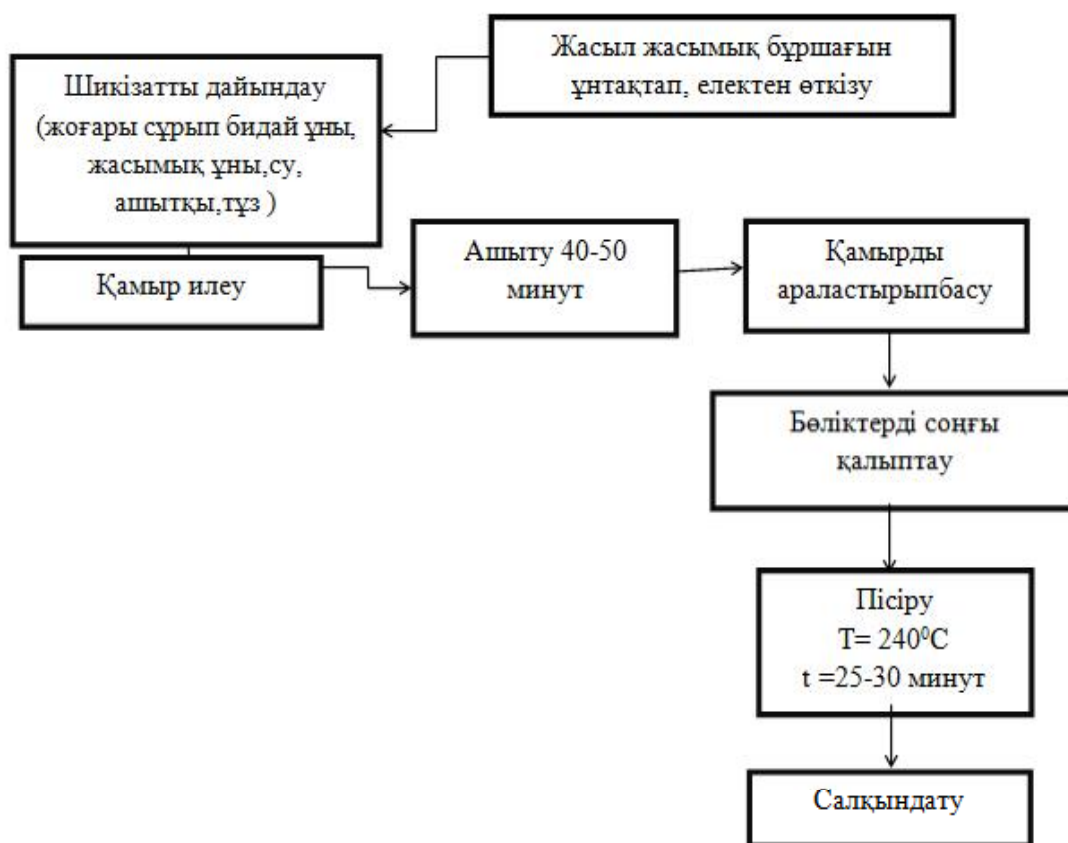 Жасыл жасымық бұршағын
ұнтақтап, електен өткізу
Шикізатты дайындау
(жоғары сұрып бидай ұны,
жасымық ұны,су,
ашытқы,тұз )
Қамыр илеу
Ашыту 40-50
минут
Қамырды
араластырыпбасу
Бөліктерді соңғы
қалыптау
Пісіру
T= 240⁰C
t =25-30 минут
Салқындату